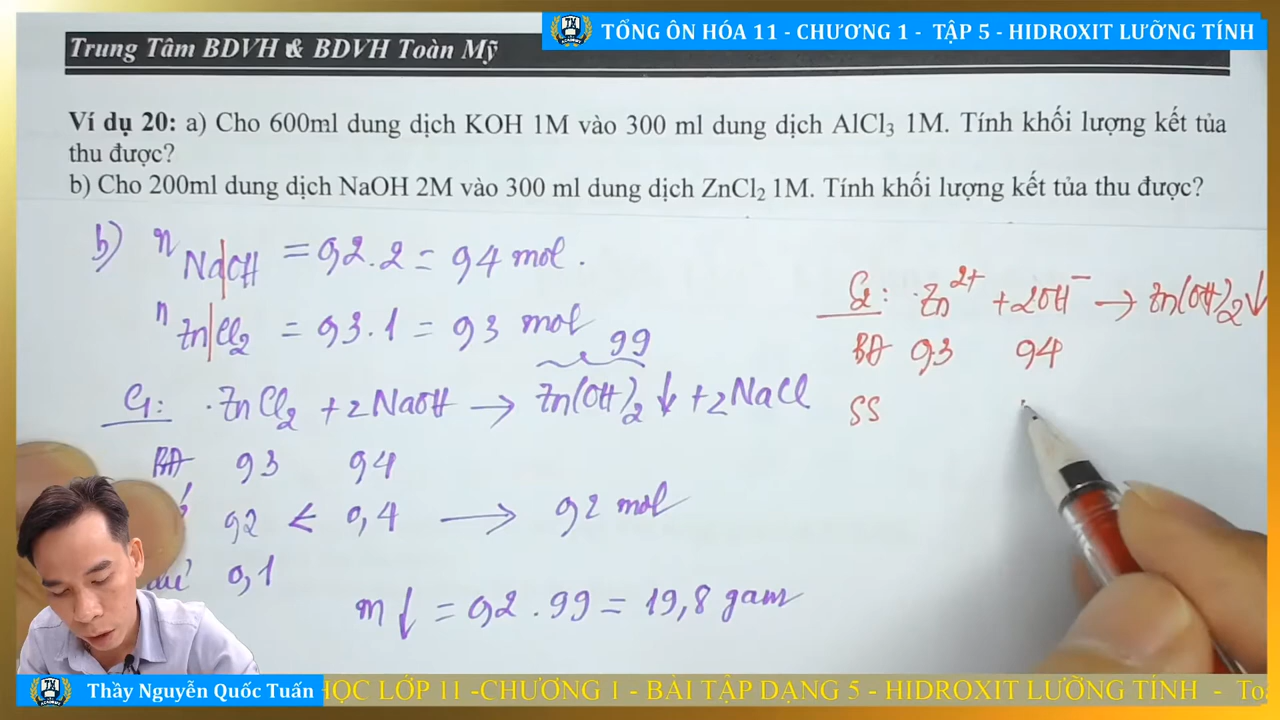 TỔNG ÔN HÓA 11 - CHƯƠNG 1 - TẬP 5 - HIDROXIT LƯỠNG TÍNH
Trung Tâm BDVH & BDVH Toàn Mỹ
Ví dụ 20: a) Cho 600ml dung dịch KOH 1M vào 300 ml dung dịch AlCl₃ 1M. Tính khối lượng kết tủa
thu được?
b) Cho 200ml dung dịch NaOH 2M vào 300 ml dung dịch ZnCl₂ 1M. Tính khối lượng kết tủa thu được?
b) n NaOH = 0,2.2 = 0,4 mol.
n ZnCl₂ = 0,3.1 = 0,3 mol
99
C1: ZnCl₂ + 2NaOH → Zn(OH)₂↓ + 2NaCl
BĐ 0,3 0,4
0,2 < 0,4 → 0,2 mol
0,1
m↓ = 0,2.99 = 19,8 gam
C2: Zn²⁺ + 2OH⁻ → Zn(OH)₂↓
BĐ 0,3 0,4
SS
Thầy Nguyễn Quốc Tuấn
HỌC LỚP 11 -CHƯƠNG 1 - BÀI TẬP DẠNG 5 - HIDROXIT LƯỠNG TÍNH - Toá